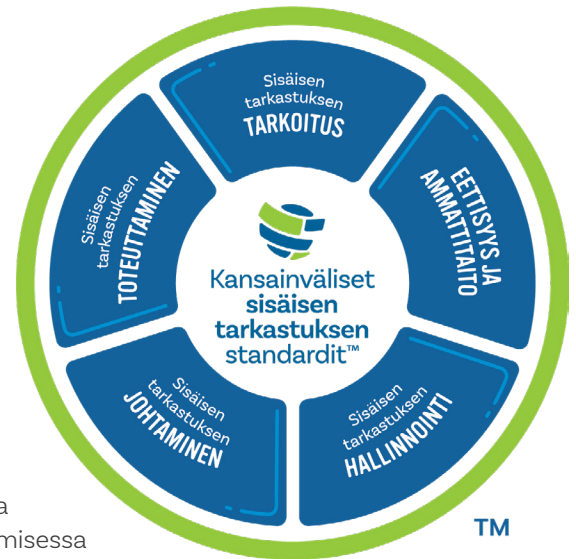 Sisäisen
tarkastuksen
TARKOITUS
EETTISYYS JA
AMMATTITAITO
Sisäisen
tarkastuksen
HALLINNOINTI
Sisäisen
tarkastuksen
JOHTAMINEN
Sisäisen
tarkastuksen
TOTEUTTAMINEN
Kansainväliset
sisäisen
tarkastuksen
standardit™
TM